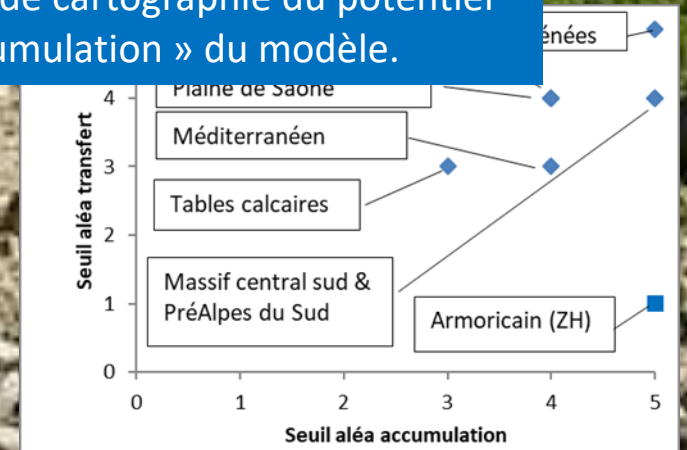 de cartographie du potentiel
umulation » du modèle.
énées
Plaine de Saône
Méditerranéen
Tables calcaires
Massif central sud &
PréAlpes du Sud
Armoricain (ZH)
Seuil aléa transfert
4
3
2
1
0
0 1 2 3 4 5
Seuil aléa accumulation